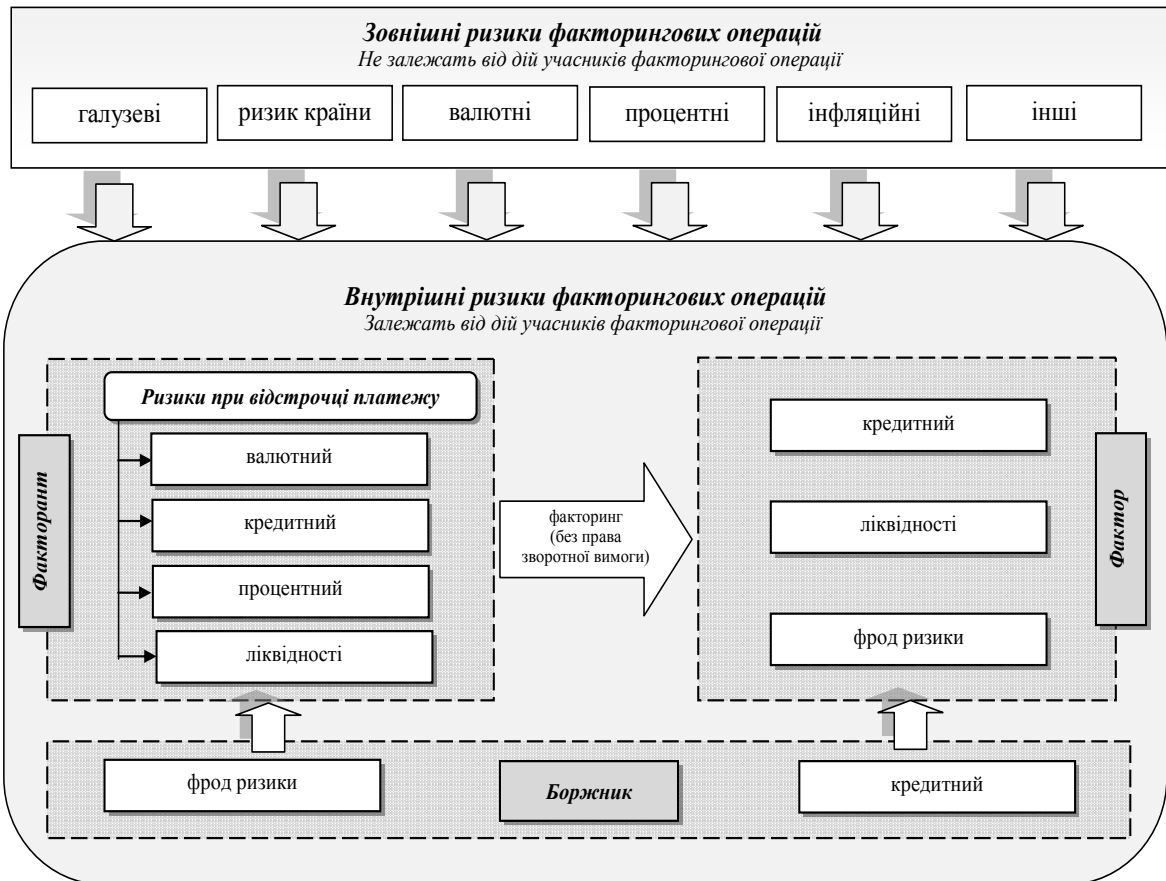 Зовнішні ризики факторингових операцій
Не залежать від дій учасників факторингової операції
галузеві
ризик країни
валютні
процентні
інфляційні
інші
Внутрішні ризики факторингових операцій
Залежать від дій учасників факторингової операції
Факторант
Ризики при відстрочці платежу
валютний
кредитний
процентний
ліквідності
факторинг
(без права
зворотної вимоги)
кредитний
ліквідності
фрод ризики
Фактор
фрод ризики
Боржник
кредитний